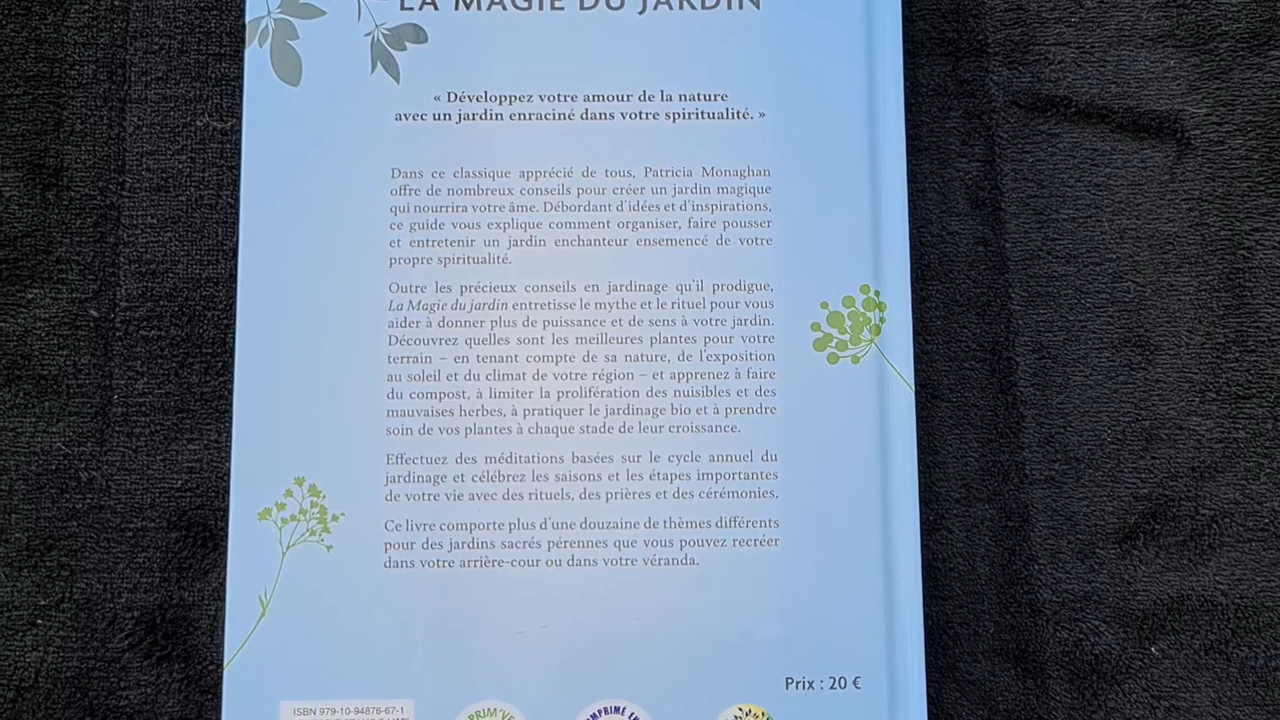 LA MAGIE DU JARDIN
« Développez votre amour de la nature
avec un jardin enraciné dans votre spiritualité. »
Dans ce classique apprécié de tous, Patricia Monaghan
offre de nombreux conseils pour créer un jardin magique
qui nourrira votre âme. Débordant d'idées et d'inspirations,
ce guide vous explique comment organiser, faire pousser
et entretenir un jardin enchanteur ensemencé de votre
propre spiritualité.
Outre les précieux conseils en jardinage qu'il prodigue,
La Magie du jardin entretisse le mythe et le rituel pour vous
aider à donner plus de puissance et de sens à votre jardin.
Découvrez quelles sont les meilleures plantes pour votre
terrain – en tenant compte de sa nature, de l'exposition
au soleil et du climat de votre région – et apprenez à faire
du compost, à limiter la prolifération des nuisibles et des
mauvaises herbes, à pratiquer le jardinage bio et à prendre
soin de vos plantes à chaque stade de leur croissance.
Effectuez des méditations basées sur le cycle annuel du
jardinage et célébrez les saisons et les étapes importantes
de votre vie avec des rituels, des prières et des cérémonies.
Ce livre comporte plus d'une douzaine de thèmes différents
pour des jardins sacrés pérennes que vous pouvez recréer
dans votre arrière-cour ou dans votre véranda.
Prix : 20 €
ISBN 979-10-94876-67-1
PRIM'VE
IMPRIMÉ EN